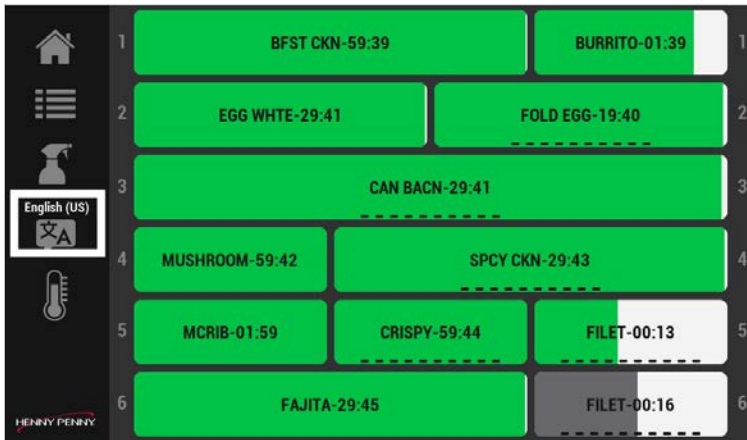 1 BFST CKN-59:39 BURRITO-01:39 1
2 EGG WHTE-29:41 FOLD EGG-19:40 2
3 CAN BACN-29:41 3
English (US)
文A
4 MUSHROOM-59:42 SPCY CKN-29:43 4
5 MCRIB-01:59 CRISPY-59:44 FILET-00:13 5
6 FAJITA-29:45 FILET-00:16 6
HENNY PENNY